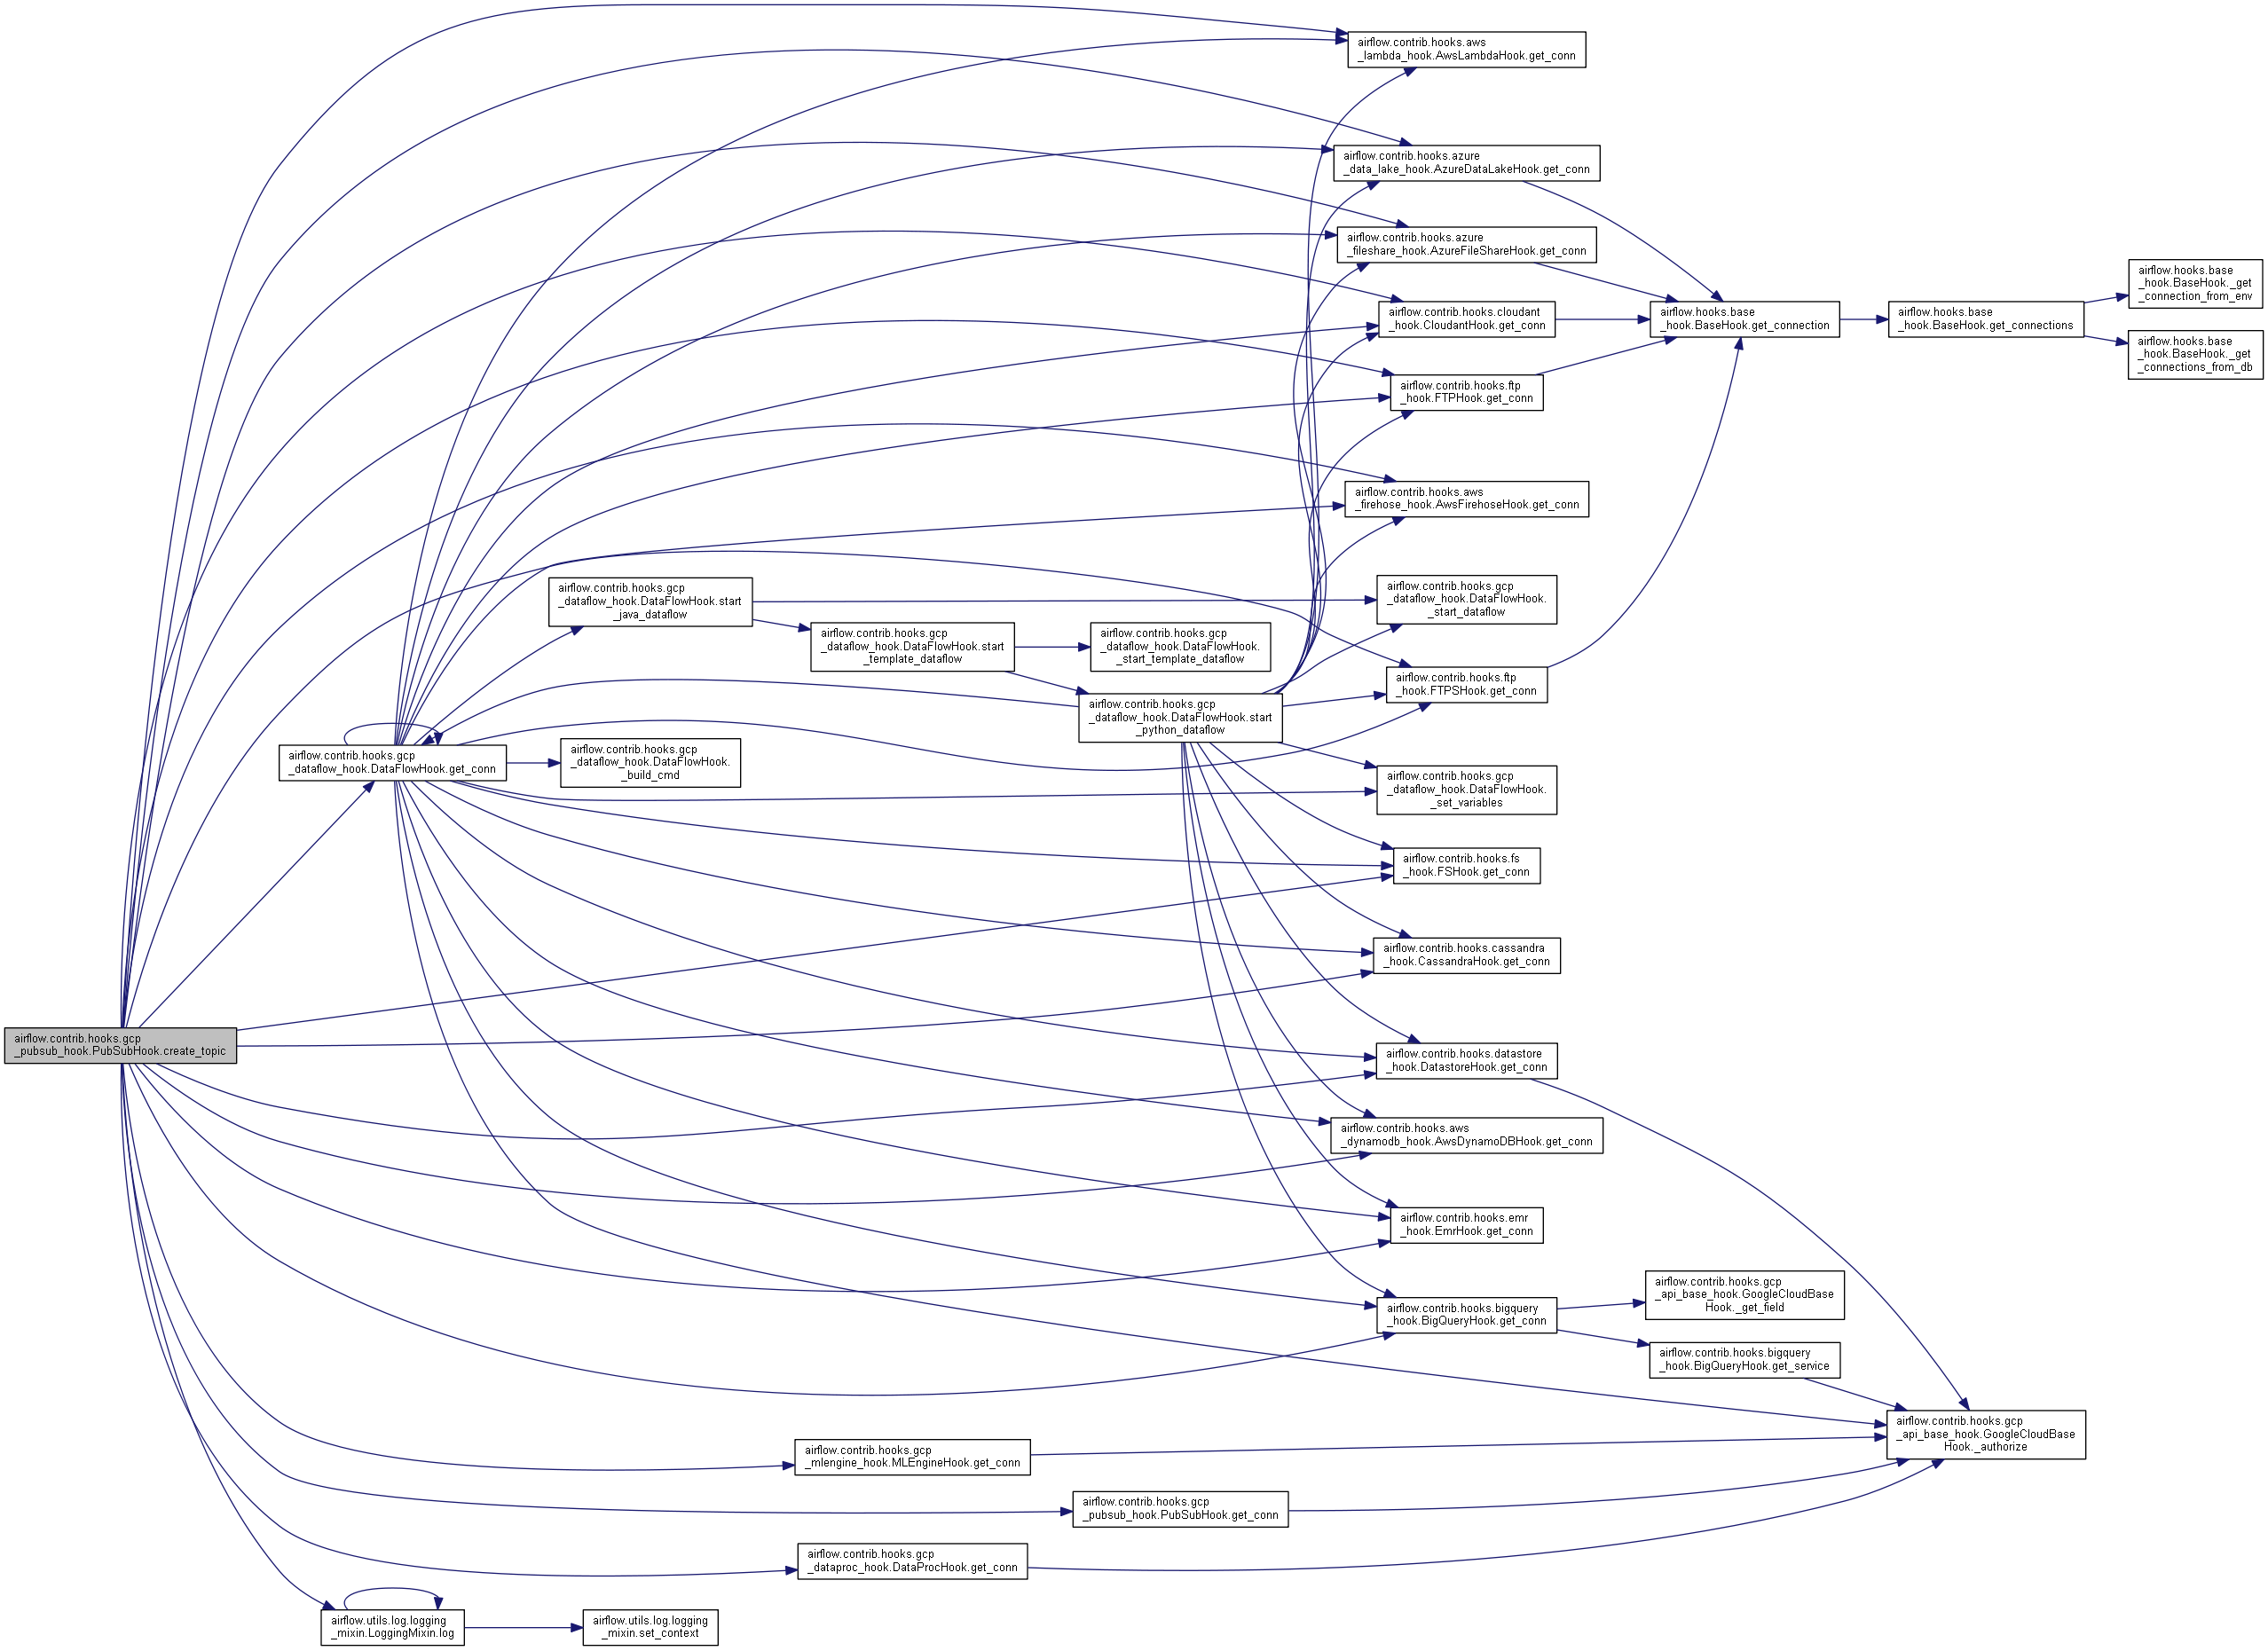 airflow.contrib.hooks.aws
_lambda_hook.AwsLambdaHook.get_conn
airflow.contrib.hooks.azure
_data_lake_hook.AzureDataLakeHook.get_conn
airflow.contrib.hooks.azure
_fileshare_hook.AzureFileShareHook.get_conn
airflow.hooks.base
_hook.BaseHook._get
_connection_from_env
airflow.contrib.hooks.cloudant
_hook.CloudantHook.get_conn
airflow.hooks.base
_hook.BaseHook.get_connection
airflow.hooks.base
_hook.BaseHook.get_connections
airflow.hooks.base
_hook.BaseHook._get
_connections_from_db
airflow.contrib.hooks.ftp
_hook.FTPHook.get_conn
airflow.contrib.hooks.aws
_firehose_hook.AwsFirehoseHook.get_conn
airflow.contrib.hooks.gcp
_dataflow_hook.DataFlowHook.start
_java_dataflow
airflow.contrib.hooks.gcp
_dataflow_hook.DataFlowHook.
_start_dataflow
airflow.contrib.hooks.gcp
_dataflow_hook.DataFlowHook.start
_template_dataflow
airflow.contrib.hooks.gcp
_dataflow_hook.DataFlowHook.
_start_template_dataflow
airflow.contrib.hooks.ftp
_hook.FTPSHook.get_conn
airflow.contrib.hooks.gcp
_dataflow_hook.DataFlowHook.start
_python_dataflow
airflow.contrib.hooks.gcp
_dataflow_hook.DataFlowHook.get_conn
airflow.contrib.hooks.gcp
_dataflow_hook.DataFlowHook.
_build_cmd
airflow.contrib.hooks.gcp
_dataflow_hook.DataFlowHook.
_set_variables
airflow.contrib.hooks.fs
_hook.FSHook.get_conn
airflow.contrib.hooks.cassandra
_hook.CassandraHook.get_conn
airflow.contrib.hooks.gcp
_pubsub_hook.PubSubHook.create_topic
airflow.contrib.hooks.datastore
_hook.DatastoreHook.get_conn
airflow.contrib.hooks.aws
_dynamodb_hook.AwsDynamoDBHook.get_conn
airflow.contrib.hooks.emr
_hook.EmrHook.get_conn
airflow.contrib.hooks.gcp
_api_base_hook.GoogleCloudBase
Hook._get_field
airflow.contrib.hooks.bigquery
_hook.BigQueryHook.get_conn
airflow.contrib.hooks.bigquery
_hook.BigQueryHook.get_service
airflow.contrib.hooks.gcp
_api_base_hook.GoogleCloudBase
Hook._authorize
airflow.contrib.hooks.gcp
_mlengine_hook.MLEngineHook.get_conn
airflow.contrib.hooks.gcp
_pubsub_hook.PubSubHook.get_conn
airflow.contrib.hooks.gcp
_dataproc_hook.DataProcHook.get_conn
airflow.utils.log.logging
_mixin.LoggingMixin.log
airflow.utils.log.logging
_mixin.set_context